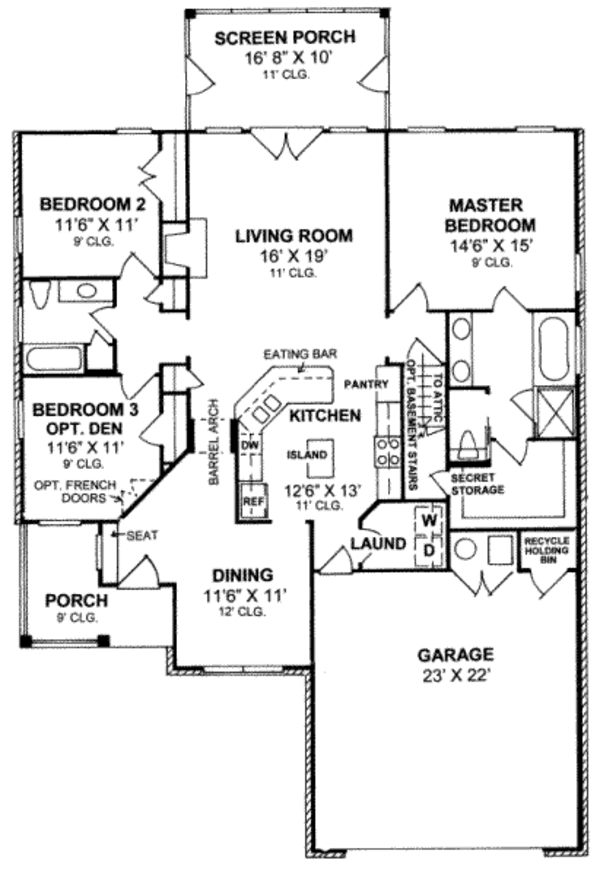 SCREEN PORCH
16' 8" X 10'
11' CLG.
BEDROOM 2
11'6" X 11'
9' CLG.
LIVING ROOM
16' X 19'
11' CLG.
MASTER
BEDROOM
14'6" X 15'
9' CLG.
EATING BAR
PANTRY
KITCHEN
DW
ISLAND
12'6" X 13'
11' CLG.
REF
BARREL ARCH
OPT. BASEMENT STAIRS
TO ATTIC
BEDROOM 3
OPT. DEN
11'6" X 11'
9' CLG.
OPT. FRENCH
DOORS
SECRET
STORAGE
SEAT
LAUND
W
D
RECYCLE
HOLDING
BIN
PORCH
9' CLG.
DINING
11'6" X 11'
12' CLG.
GARAGE
23' X 22'